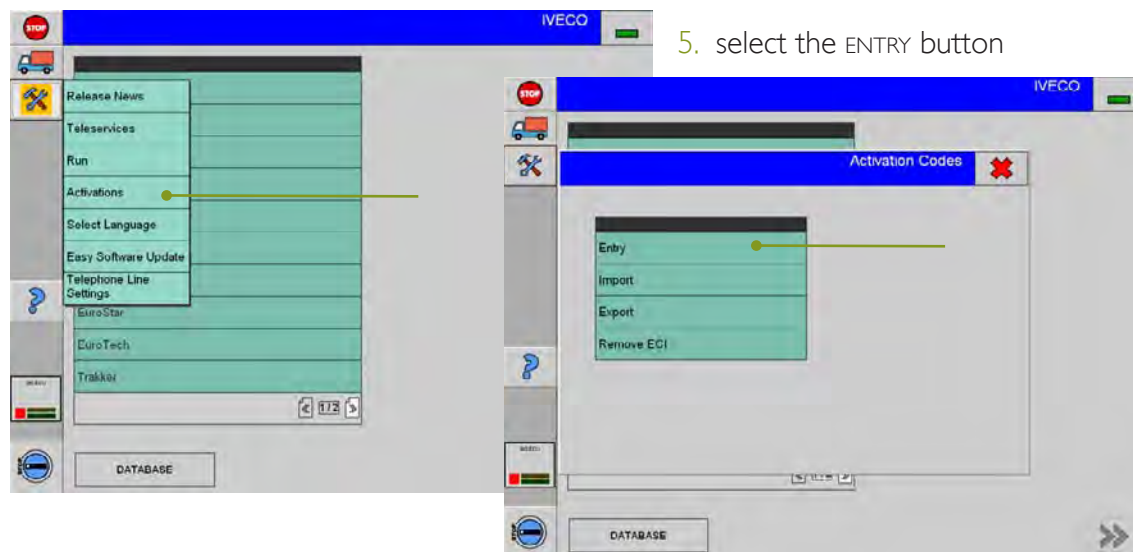 STOP
IVECO
Release News
Teleservices
Run
Activations
Select Language
Easy Software Update
Telephone Line
Settings
EuroStar
EuroTech
Trakker
1/2
DATABASE
5. select the ENTRY button
STOP
IVECO
Activation Codes
Entry
Import
Export
Remove ECI
DATABASE